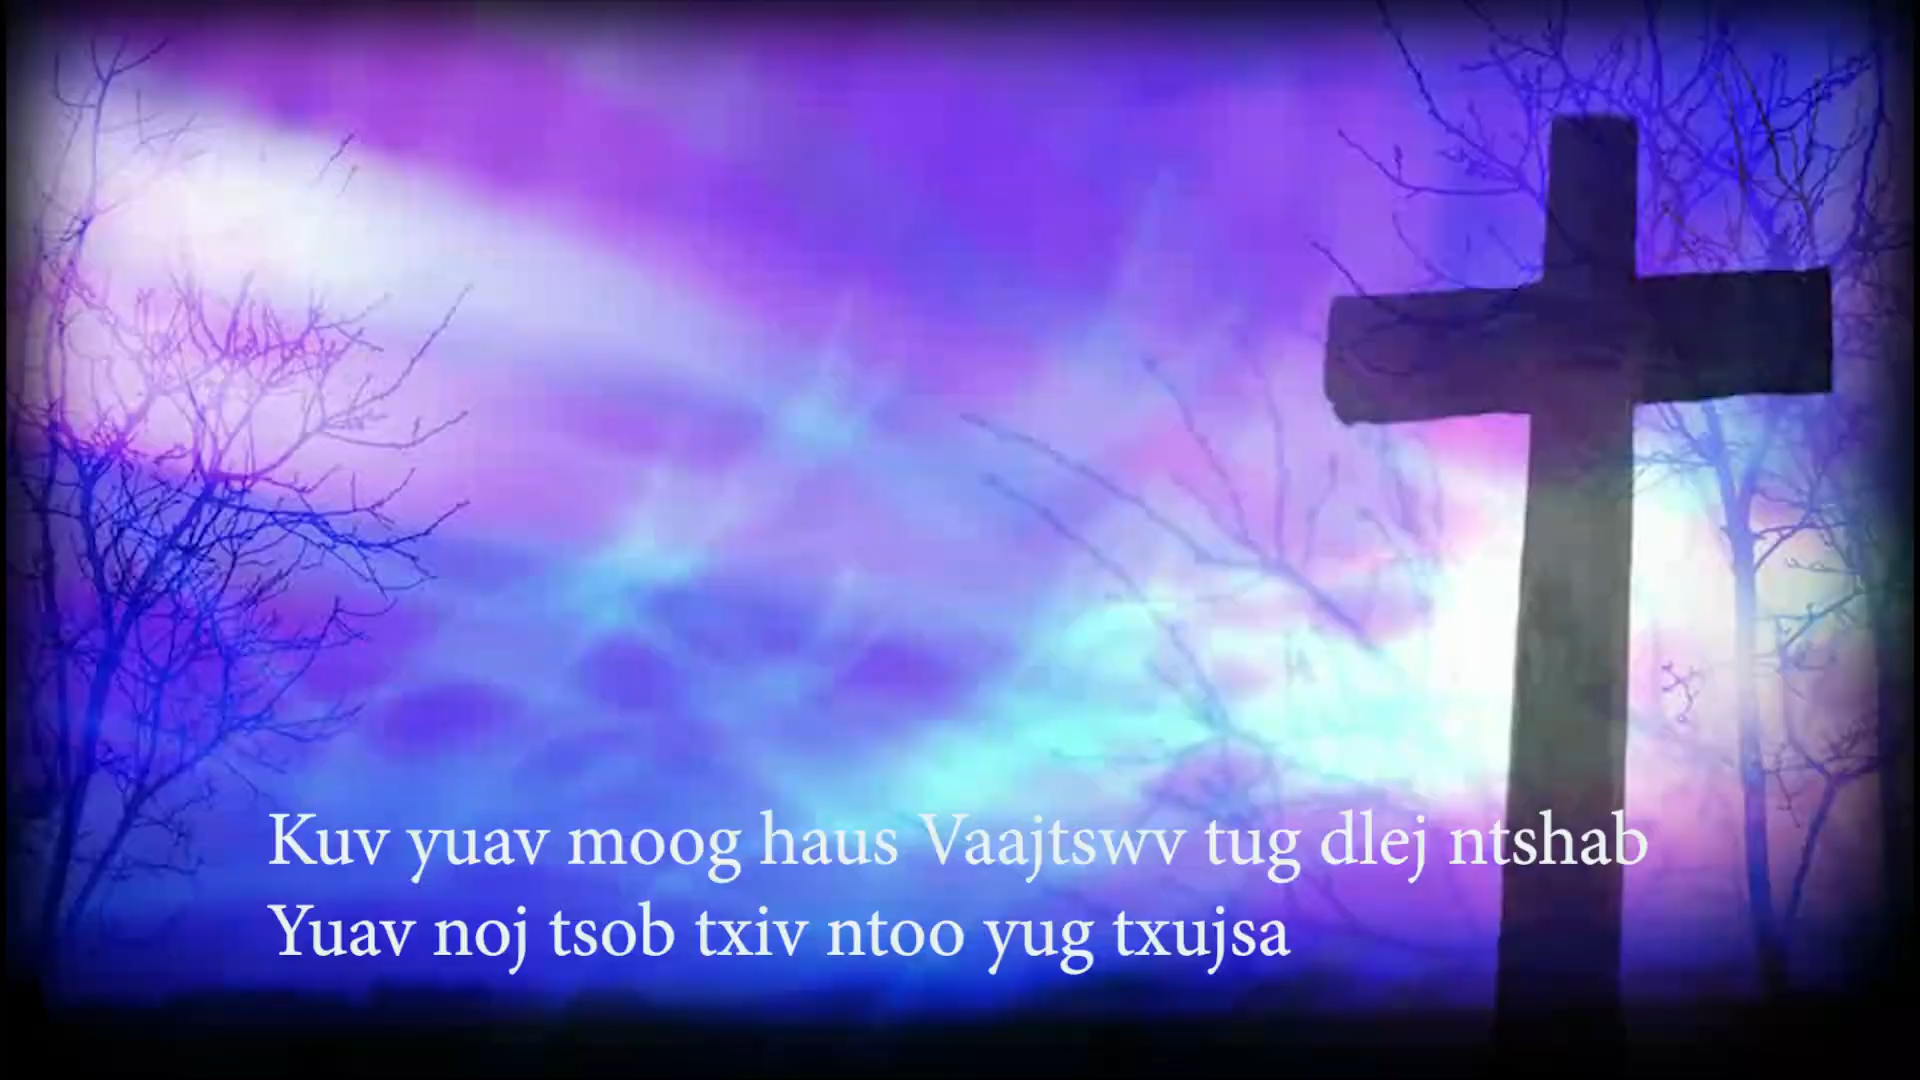 Kuv yuav moog haus Vaajtswv tug dlej ntshab
Yuav noj tsob txiv ntoo yug txujsa